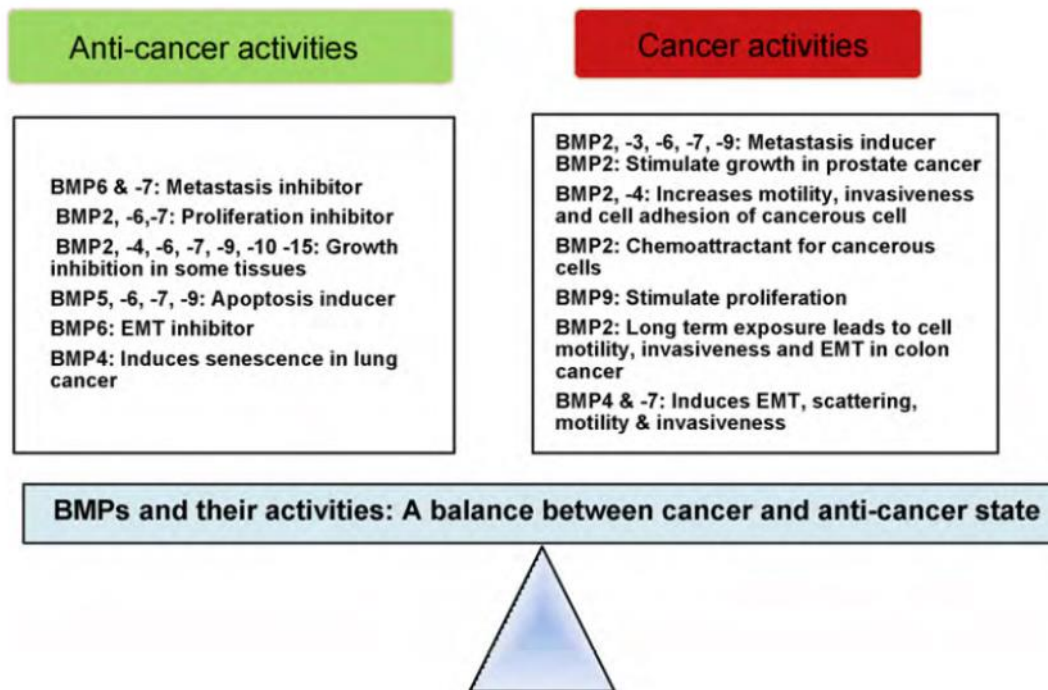 Anti-cancer activities
Cancer activities
BMP6 & -7: Metastasis inhibitor
BMP2, -6,-7: Proliferation inhibitor
BMP2, -4, -6, -7, -9, -10 -15: Growth
inhibition in some tissues
BMP5, -6, -7, -9: Apoptosis inducer
BMP6: EMT inhibitor
BMP4: Induces senescence in lung
cancer
BMP2, -3, -6, -7, -9: Metastasis inducer
BMP2: Stimulate growth in prostate cancer
BMP2, -4: Increases motility, invasiveness
and cell adhesion of cancerous cell
BMP2: Chemoattractant for cancerous
cells
BMP9: Stimulate proliferation
BMP2: Long term exposure leads to cell
motility, invasiveness and EMT in colon
cancer
BMP4 & -7: Induces EMT, scattering,
motility & invasiveness
BMPs and their activities: A balance between cancer and anti-cancer state